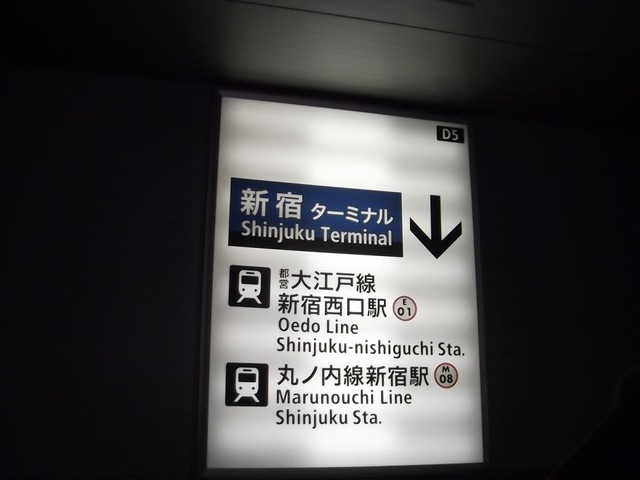 D5
新宿 ターミナル
Shinjuku Terminal
都営 大江戸線
新宿西口駅 E 01
Oedo Line
Shinjuku-nishiguchi Sta.
丸ノ内線新宿駅 M 08
Marunouchi Line
Shinjuku Sta.